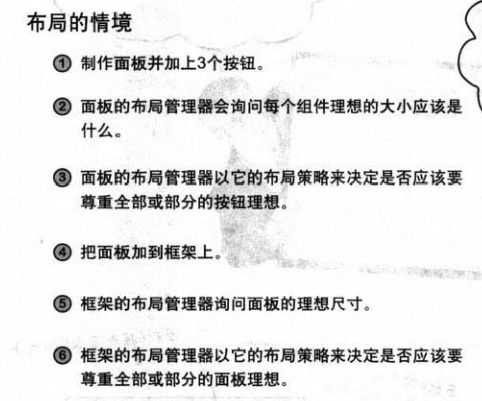 布局的情境
① 制作面板并加上3个按钮。
② 面板的布局管理器会询问每个组件理想的大小应该是
什么。
③ 面板的布局管理器以它的布局策略来决定是否应该要
尊重全部或部分的按钮理想。
④ 把面板加到框架上。
⑤ 框架的布局管理器询问面板的理想尺寸。
⑥ 框架的布局管理器以它的布局策略来决定是否应该要
尊重全部或部分的面板理想。